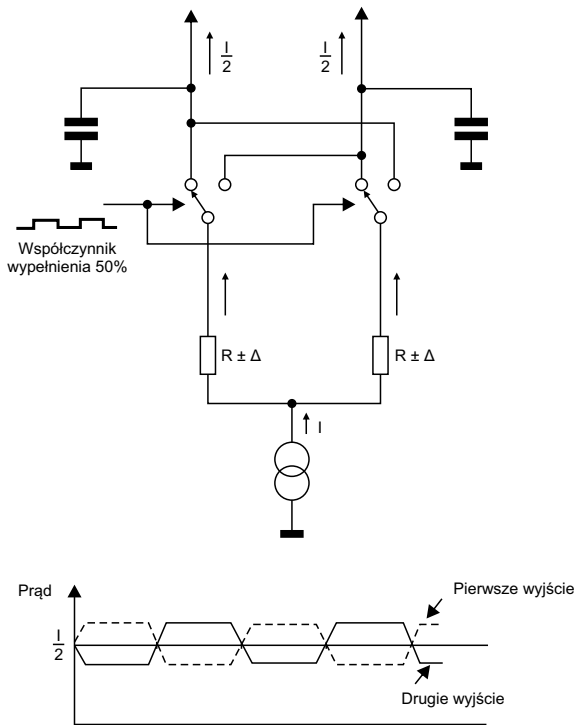 I/2
I/2
Współczynnik
wypełnienia 50%
R ± Δ
R ± Δ
I
Prąd
I/2
Pierwsze wyjście
Drugie wyjście